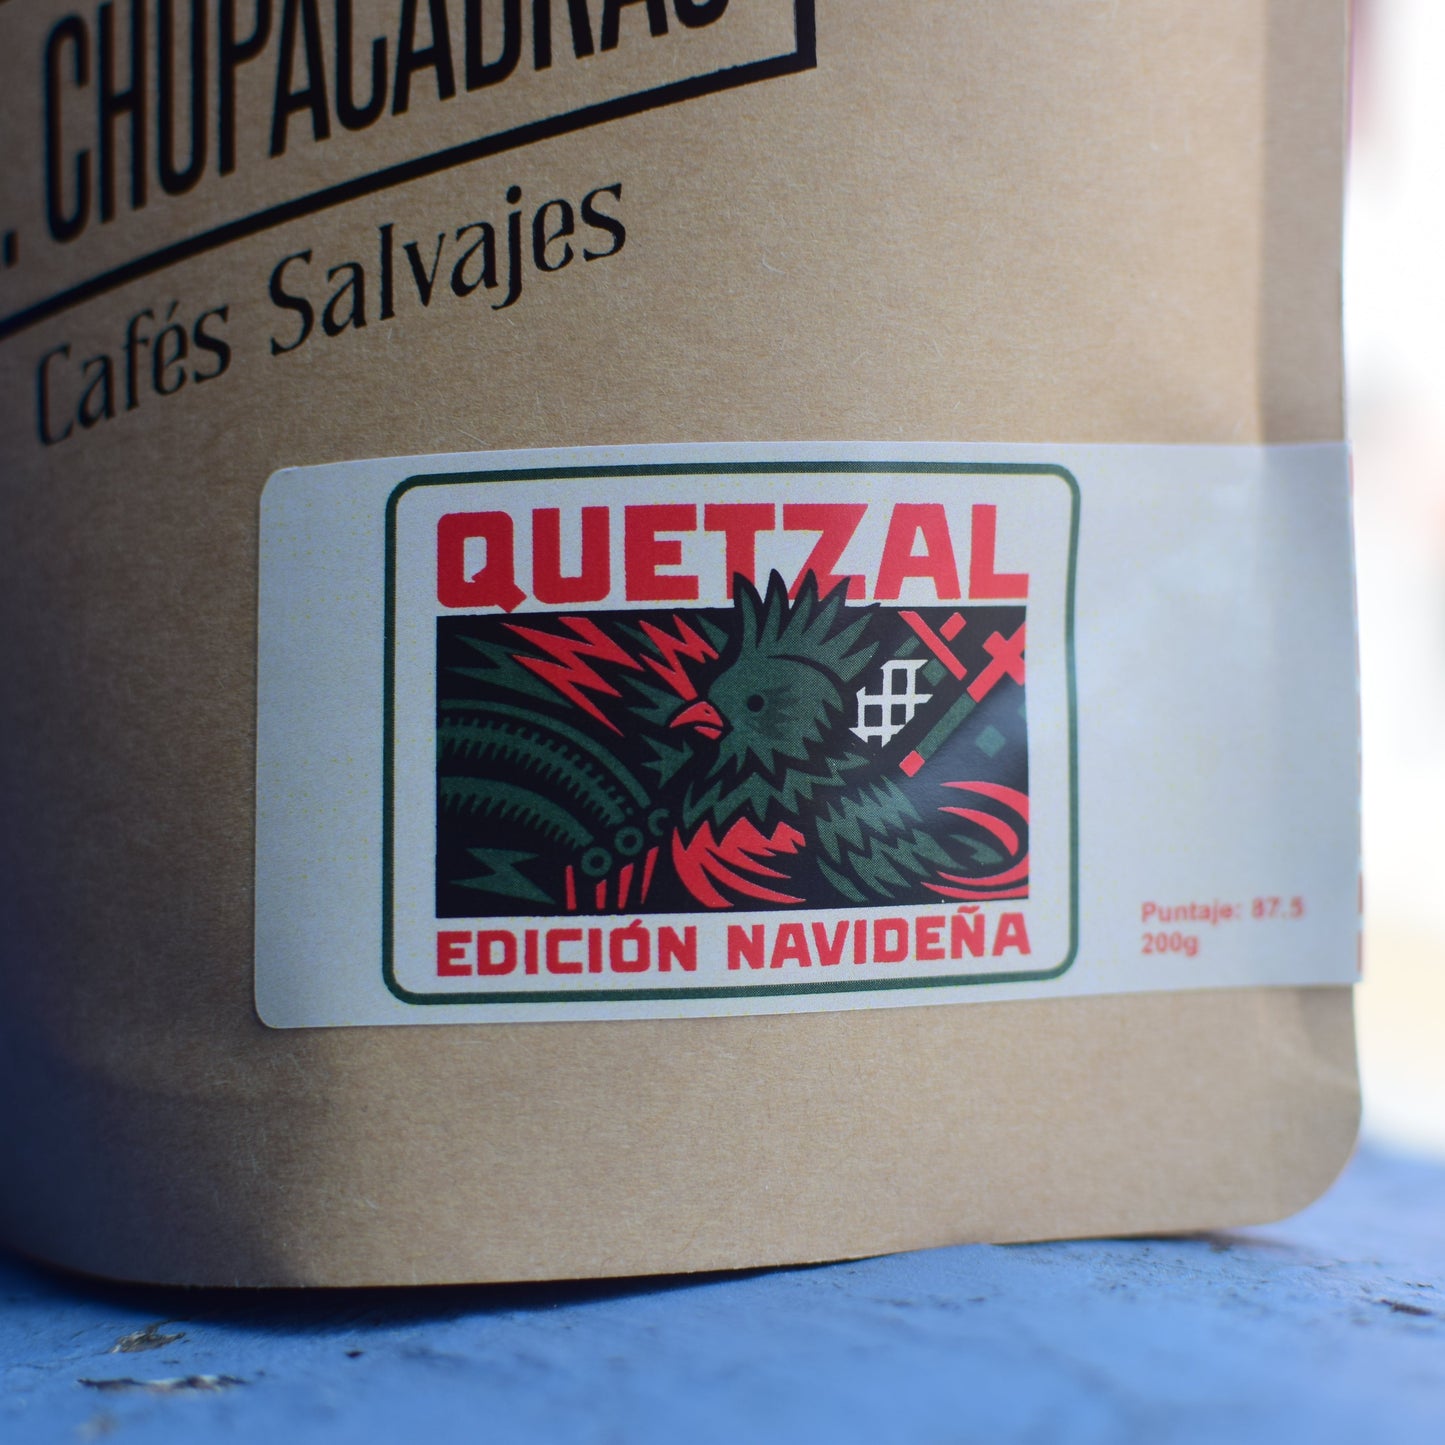 . CHUPACABRAS
Cafés Salvajes
QUETZAL
EDICIÓN NAVIDEÑA
Puntaje: 87.5
200g